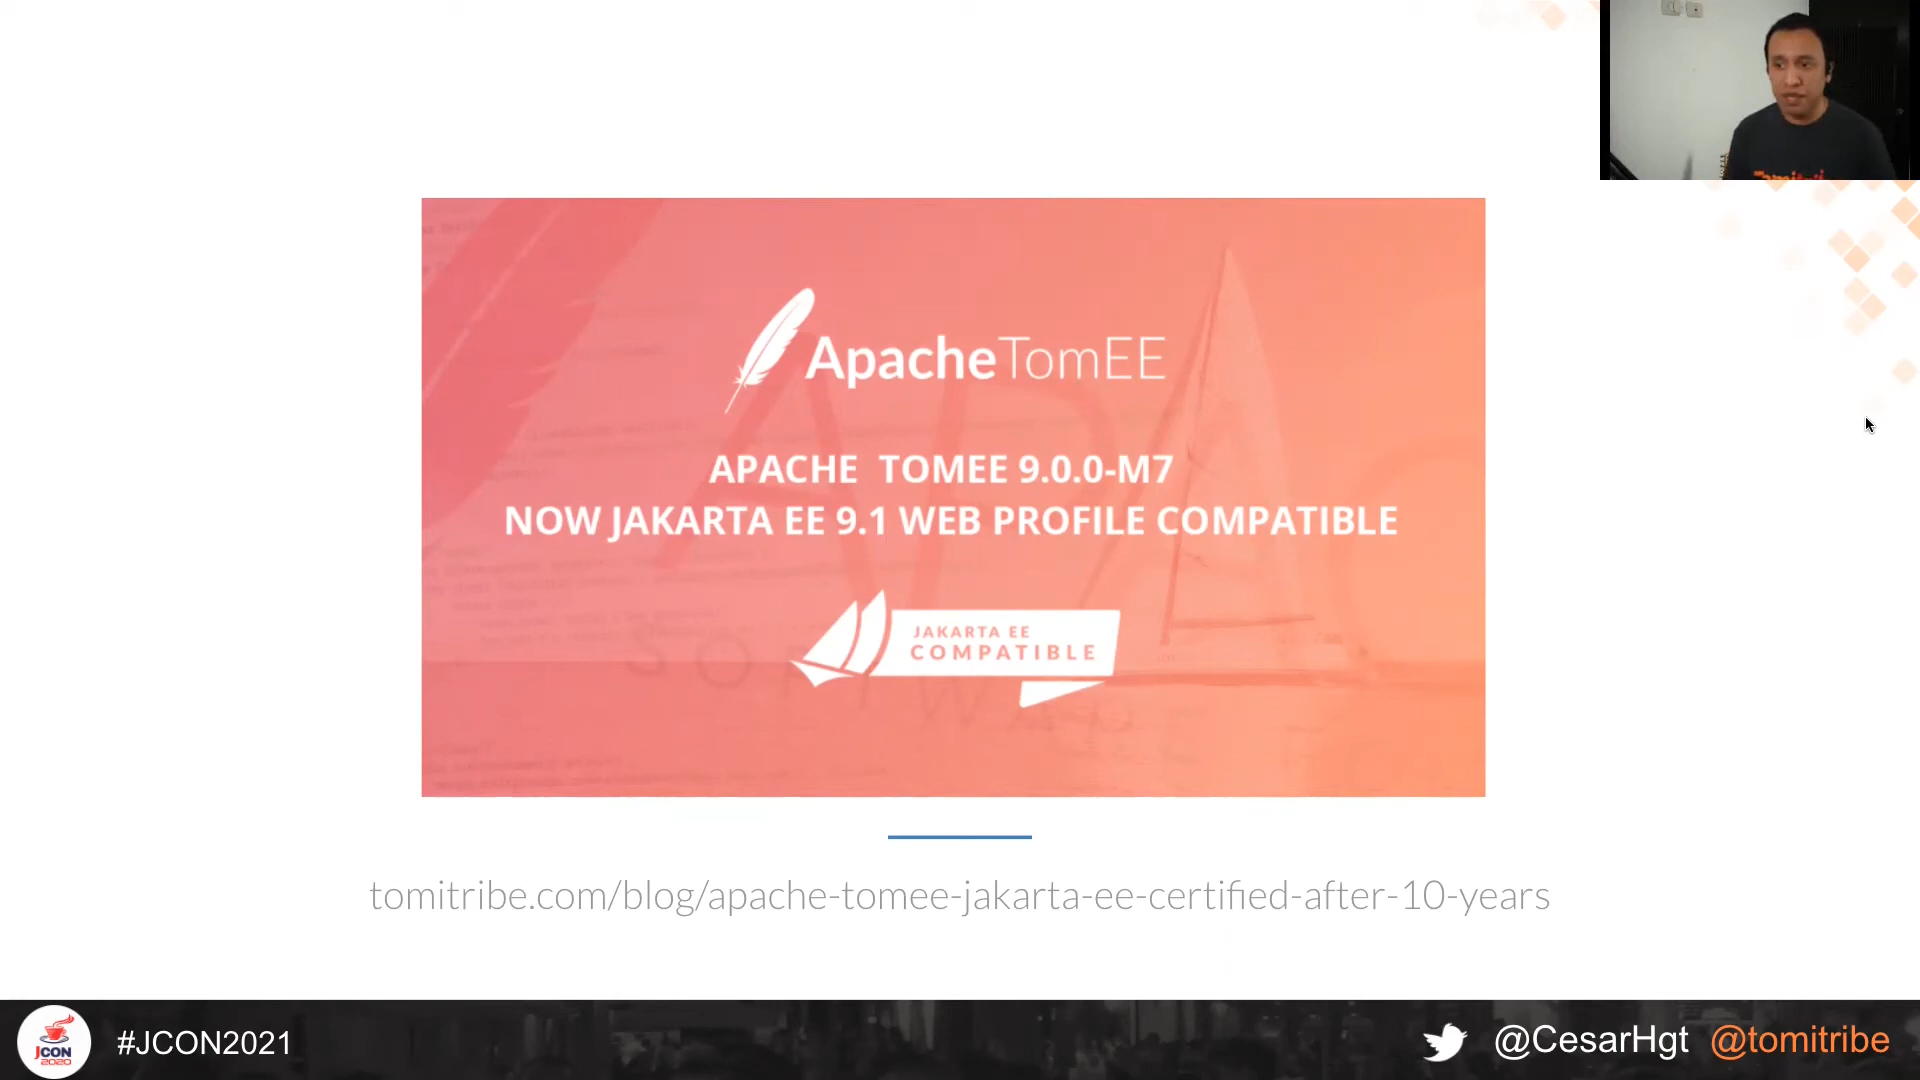 ApacheTomEE
APACHE TOMEE 9.0.0-M7
NOW JAKARTA EE 9.1 WEB PROFILE COMPATIBLE
JAKARTA EE
COMPATIBLE
tomitribe.com/blog/apache-tomee-jakarta-ee-certified-after-10-years
JCON
2020
#JCON2021
@CesarHgt @tomitribe